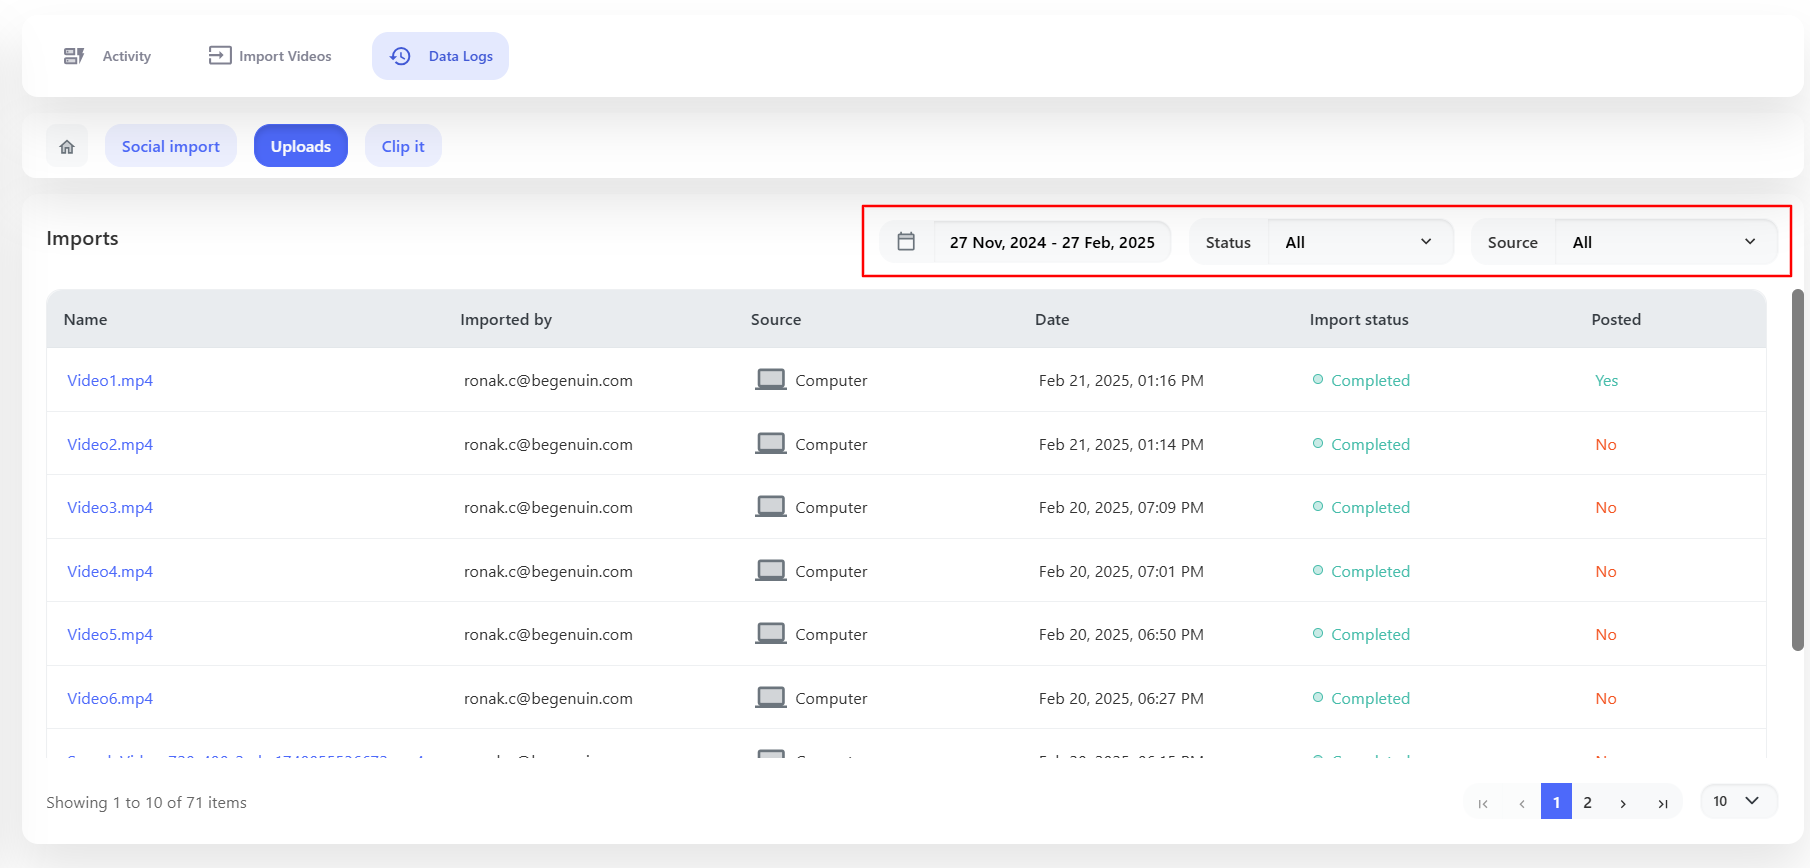 Activity Import Videos Data Logs
Social import Uploads Clip it
Imports 27 Nov, 2024 - 27 Feb, 2025 Status All Source All
Name Imported by Source Date Import status Posted
Video1.mp4 ronak.c@begenuin.com Computer Feb 21, 2025, 01:16 PM Completed Yes
Video2.mp4 ronak.c@begenuin.com Computer Feb 21, 2025, 01:14 PM Completed No
Video3.mp4 ronak.c@begenuin.com Computer Feb 20, 2025, 07:09 PM Completed No
Video4.mp4 ronak.c@begenuin.com Computer Feb 20, 2025, 07:01 PM Completed No
Video5.mp4 ronak.c@begenuin.com Computer Feb 20, 2025, 06:50 PM Completed No
Video6.mp4 ronak.c@begenuin.com Computer Feb 20, 2025, 06:27 PM Completed No
Showing 1 to 10 of 71 items 1 2 10